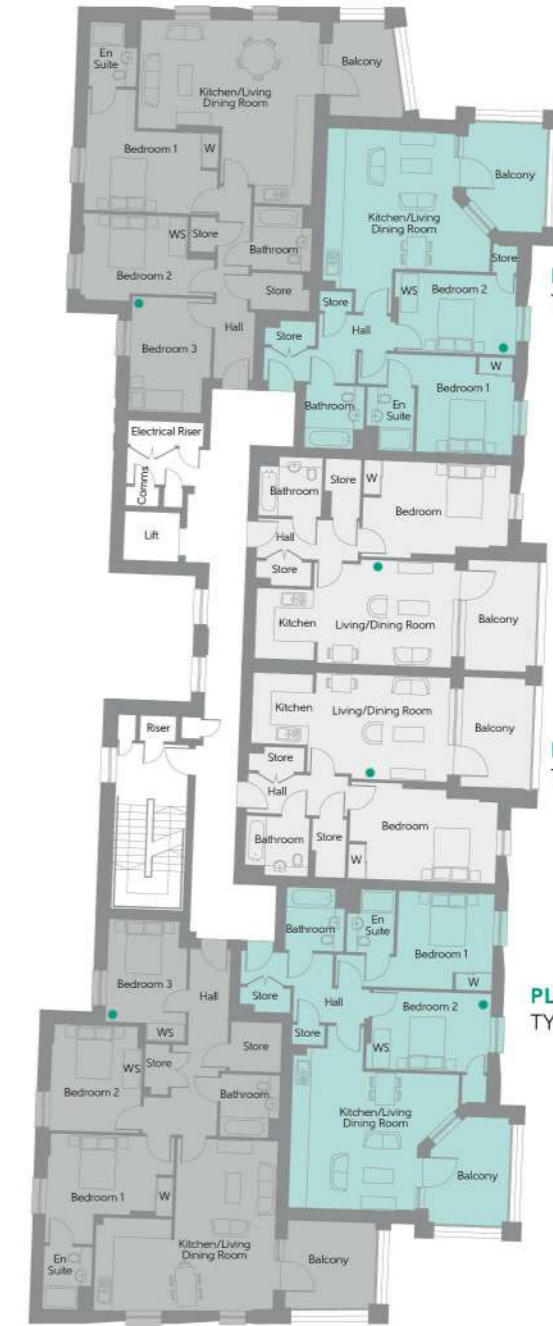 En
Suite
Kitchen/Living
Dining Room
Balcony
Bedroom 1
W
Balcony
Kitchen/Living
Dining Room
WS
Store
Bathroom
Bedroom 2
Store
Store
WS
Bedroom 2
Store
Hall
Store
Hall
Bedroom 3
W
Bedroom 1
Bathroom
En
Suite
Electrical Riser
Comms
Lift
Bathroom
Store
W
Bedroom
Hall
Store
Kitchen
Living/Dining Room
Balcony
Kitchen
Living/Dining Room
Balcony
Riser
Store
Hall
Bathroom
Store
W
Bedroom
Bathroom
En
Suite
Bedroom 1
W
Bedroom 3
Hall
Store
Hall
Bedroom 2
PL
TY
WS
Store
Store
Store
WS
WS
Bedroom 2
Bathroom
Kitchen/Living
Dining Room
Balcony
Bedroom 1
W
En
Suite
Kitchen/Living
Dining Room
Balcony